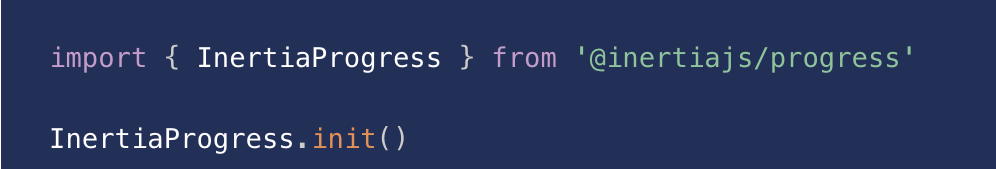 import { InertiaProgress } from '@inertiajs/progress'
InertiaProgress.init()